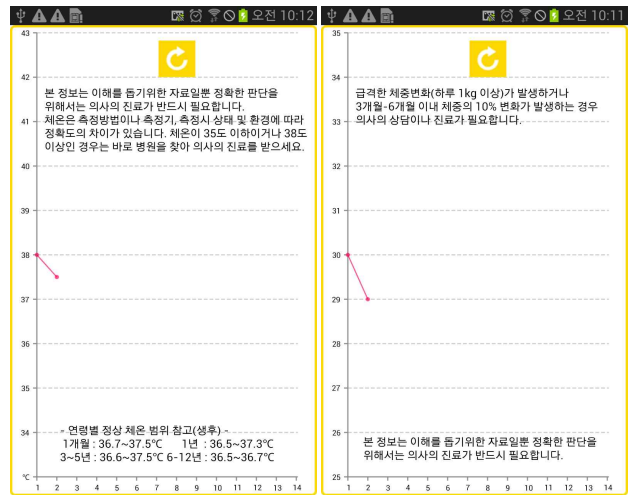 오전 10:12
43
42
본 정보는 이해를 돕기위한 자료일뿐 정확한 판단을
위해서는 의사의 진료가 반드시 필요합니다.
체온은 측정방법이나 측정기, 측정시 상태 및 환경에 따라
41
정확도의 차이가 있습니다. 체온이 35도 이하이거나 38도
이상인 경우는 바로 병원을 찾아 의사의 진료를 받으세요.
40
39
38
37
36
35
34
- 연령별 정상 체온 범위 참고(생후) -
1개월 : 36.7~37.5℃ 1년 : 36.5~37.3℃
3~5년 : 36.6~37.5℃ 6-12년 : 36.5~36.7℃
℃
1 2 3 4 5 6 7 8 9 10 11 12 13 14
오전 10:11
35
34
급격한 체중변화(하루 1kg 이상)가 발생하거나
3개월-6개월 이내 체중의 10% 변화가 발생하는 경우
33
의사의 상담이나 진료가 필요합니다.
32
31
30
29
28
27
26
본 정보는 이해를 돕기위한 자료일뿐 정확한 판단을
위해서는 의사의 진료가 반드시 필요합니다.
25
1 2 3 4 5 6 7 8 9 10 11 12 13 14